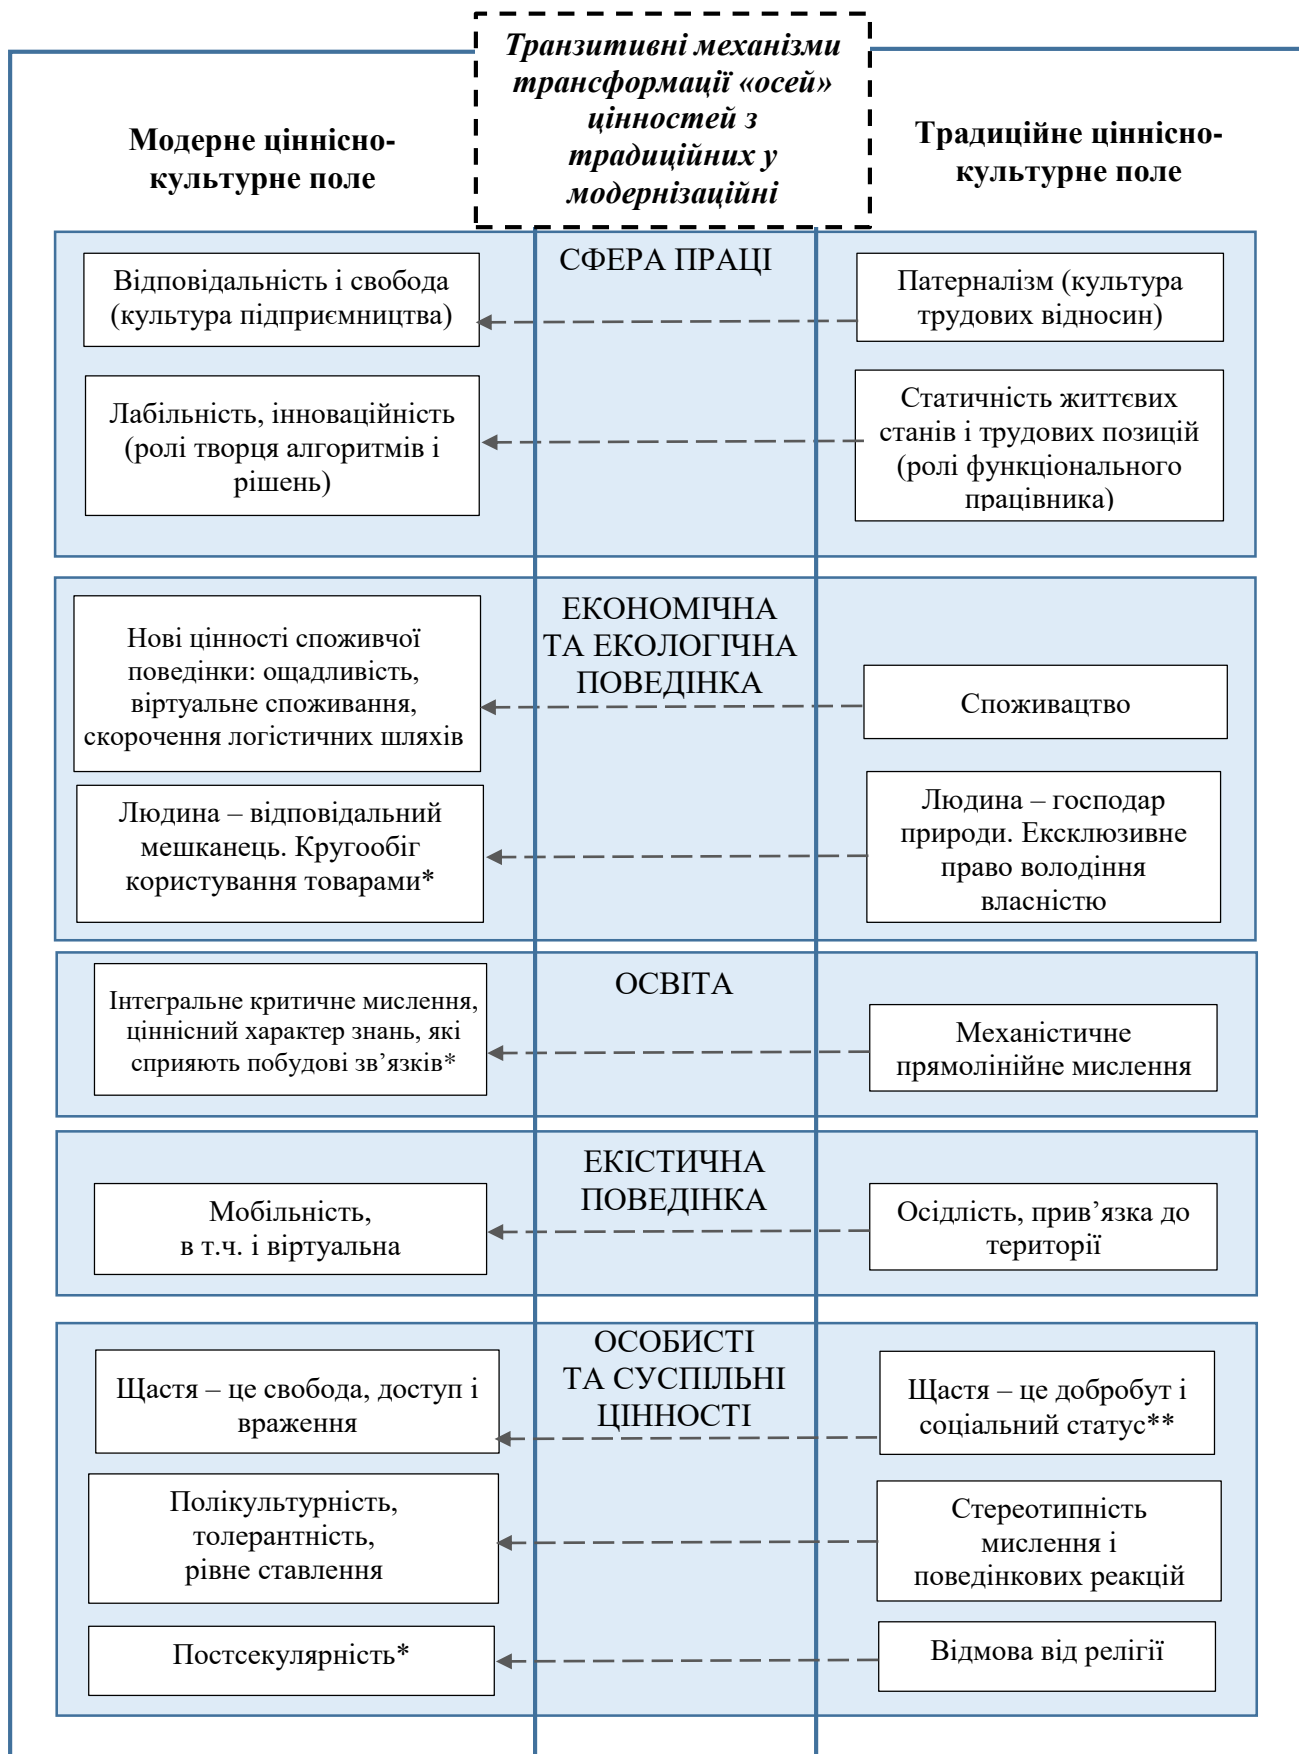 Транзитивні механізми
трансформації «осей»
цінностей з
традиційних у
модернізаційні
Модерне ціннісно-
культурне поле
Традиційне ціннісно-
культурне поле
СФЕРА ПРАЦІ
Відповідальність і свобода
(культура підприємництва)
Патерналізм (культура
трудових відносин)
Лабільність, інноваційність
(ролі творця алгоритмів і
рішень)
Статичність життєвих
станів і трудових позицій
(ролі функціонального
працівника)
ЕКОНОМІЧНА
ТА ЕКОЛОГІЧНА
ПОВЕДІНКА
Нові цінності споживчої
поведінки: ощадливість,
віртуальне споживання,
скорочення логістичних шляхів
Споживацтво
Людина – відповідальний
мешканець. Кругообіг
користування товарами*
Людина – господар
природи. Ексклюзивне
право володіння
власністю
ОСВІТА
Інтегральне критичне мислення,
ціннісний характер знань, які
сприяють побудові зв’язків*
Механістичне
прямолінійне мислення
ЕКІСТИЧНА
ПОВЕДІНКА
Мобільність,
в т.ч. і віртуальна
Осідлість, прив’язка до
території
ОСОБИСТІ
ТА СУСПІЛЬНІ
ЦІННОСТІ
Щастя – це свобода, доступ і
враження
Щастя – це добробут і
соціальний статус**
Полікультурність,
толерантність,
рівне ставлення
Стереотипність
мислення і
поведінкових реакцій
Постсекулярність*
Відмова від релігії